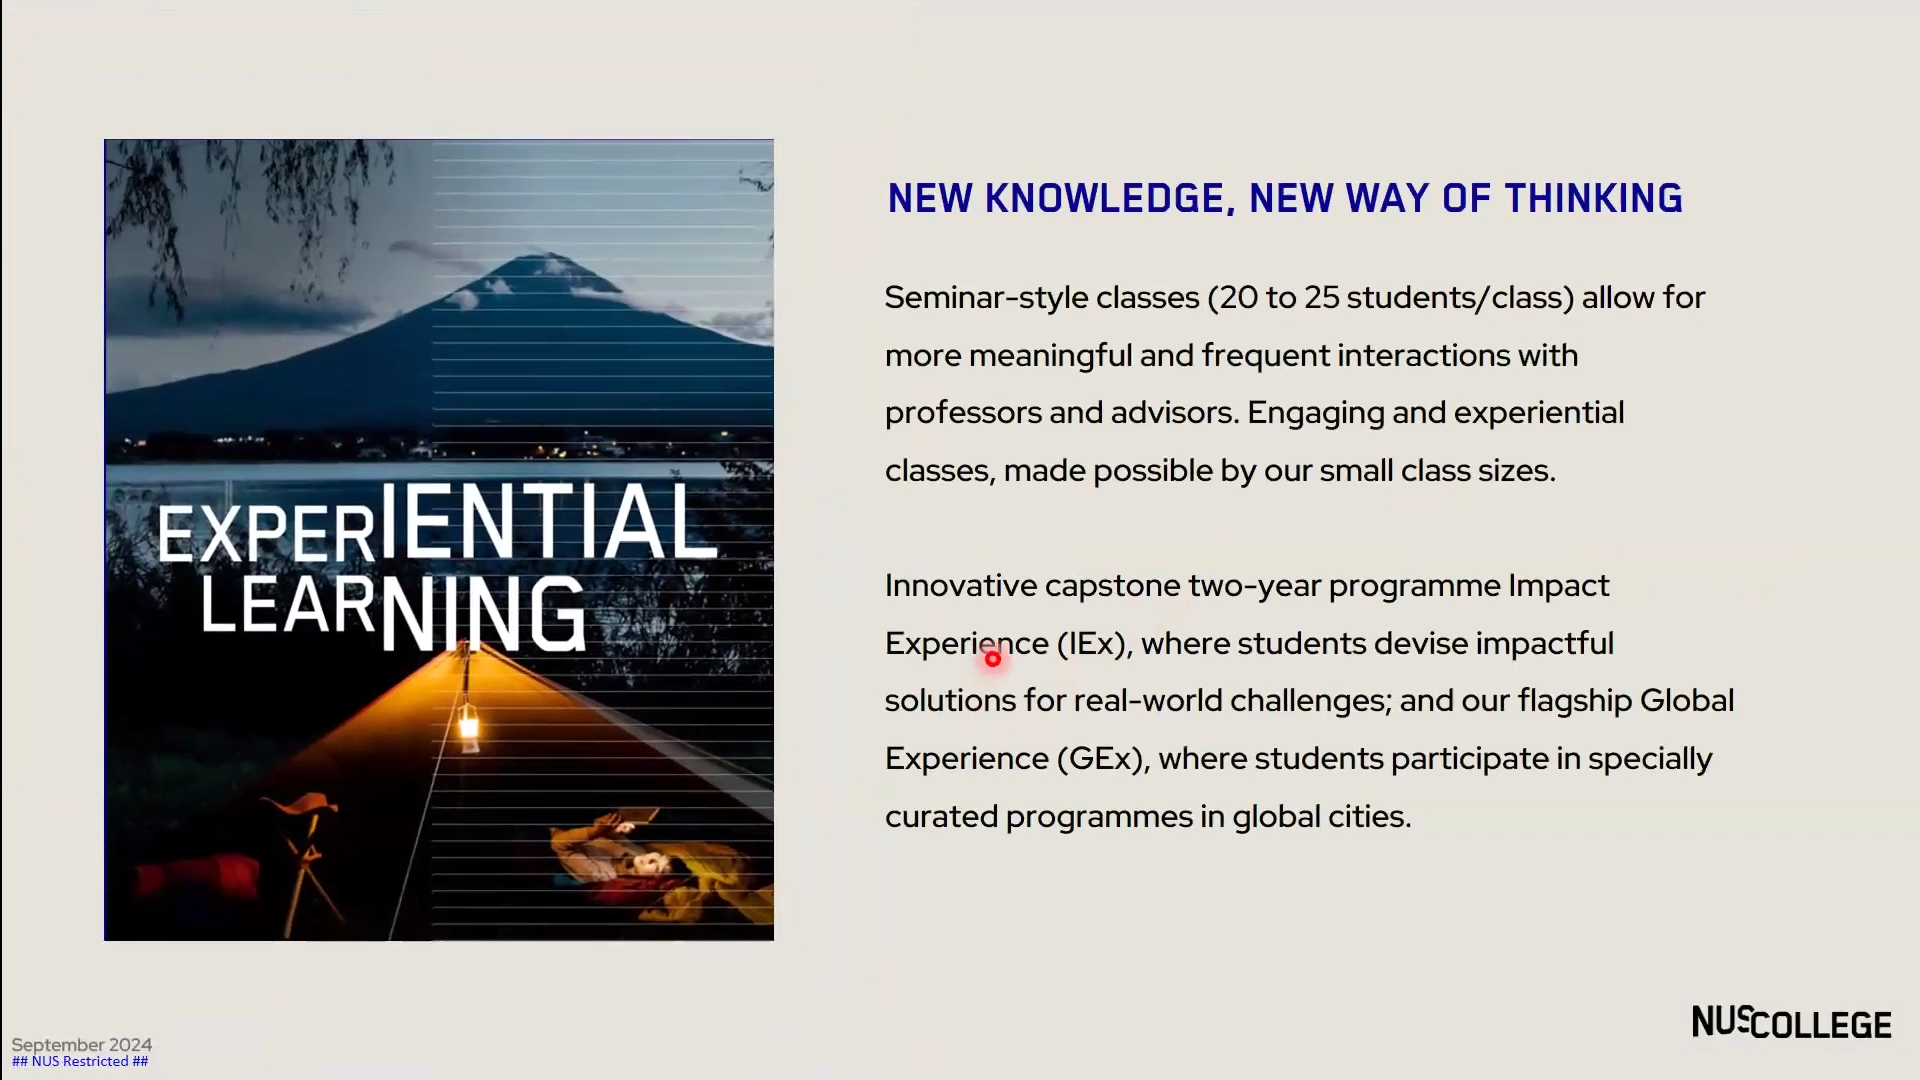 EXPERIENTIAL
LEARNING
NEW KNOWLEDGE, NEW WAY OF THINKING
Seminar-style classes (20 to 25 students/class) allow for
more meaningful and frequent interactions with
professors and advisors. Engaging and experiential
classes, made possible by our small class sizes.
Innovative capstone two-year programme Impact
Experience (IEx), where students devise impactful
solutions for real-world challenges; and our flagship Global
Experience (GEx), where students participate in specially
curated programmes in global cities.
September 2024
## NUS Restricted ##
NUSCOLLEGE